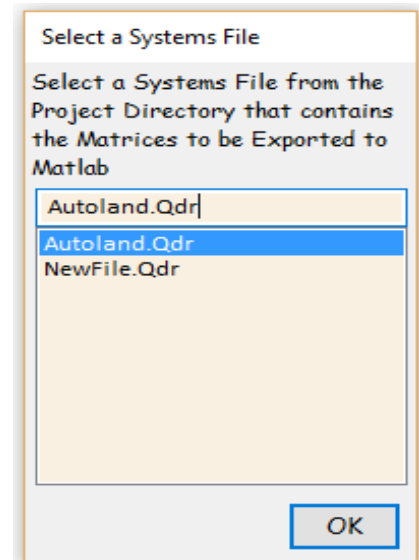 Select a Systems File
Select a Systems File from the
Project Directory that contains
the Matrices to be Exported to
Matlab
Autoland.Qdr
Autoland.Qdr
NewFile.Qdr
OK